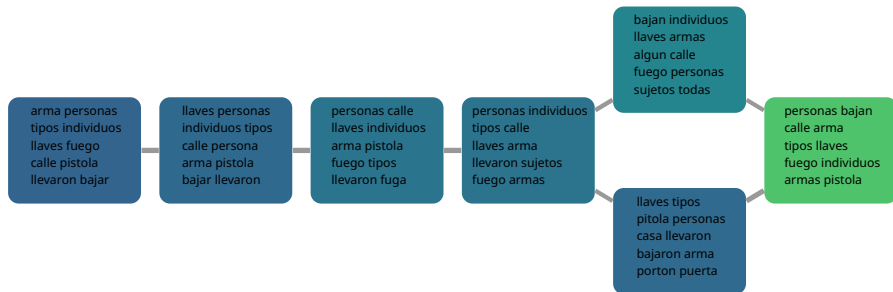 arma personas
tipos individuos
llaves fuego
calle pistola
llevaron bajar
llaves personas
individuos tipos
calle persona
arma pistola
bajar llevaron
personas calle
llaves individuos
arma pistola
fuego tipos
llevaron fuga
personas individuos
tipos calle
llaves arma
llevaron sujetos
fuego armas
bajan individuos
llaves armas
algun calle
fuego personas
sujetos todas
llaves tipos
pitola personas
casa llevaron
bajaron arma
porton puerta
personas bajan
calle arma
tipos llaves
fuego individuos
armas pistola